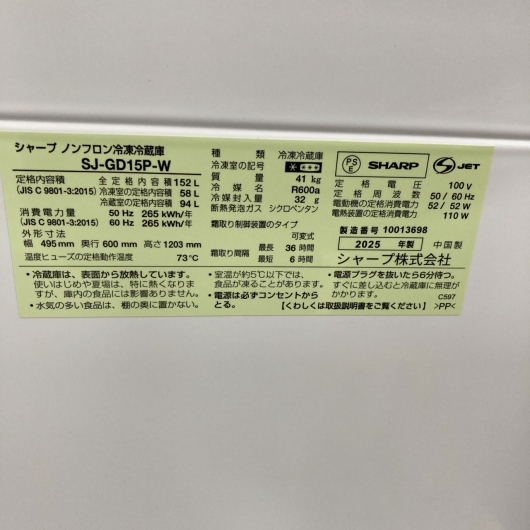 シャープ ノンフロン冷凍冷蔵庫
SJ-GD15P-W
定格内容積 全定格内容積 152 L
(JIS C 9801-3:2015) 冷凍室の定格内容積 58 L
冷蔵室の定格内容積 94 L
消費電力量 50 Hz 265 kWh/年
(JIS C 9801-3:2015) 60 Hz 265 kWh/年
外形寸法
幅 495 mm 奥行 600 mm 高さ 1203 mm
温度ヒューズの定格動作温度 73℃
種類 冷凍冷蔵庫
冷凍室の記号
質量 41 kg
冷媒名 R600a
冷媒封入量 32 g
断熱発泡ガス シクロペンタン
霜取り制御装置のタイプ
可変式
霜取り間隔 最長 36 時間
最短 6 時間
PS
E
SHARP
S JET
定格電圧 100 V
定格周波数 50 / 60 Hz
電動機の定格消費電力 52 / 52 W
電熱装置の定格消費電力 110 W
製造番号 10013698
2025 年製 中国製
シャープ株式会社
・冷蔵庫は、表面から放熱しています。
使いはじめや夏場は、特に熱くなりま
すが、庫内の食品には影響ありません。
・水気の多い食品は、棚の奥に置かない。
・室温が約5℃以下では、
食品が凍ることがあります。
・電源は必ずコンセントから
とる。
・電源プラグを抜いたら6分待つ。
すぐに差し込むと冷蔵庫に無理が
かかります。 C597
【くわしくは取扱説明書をご覧ください】 >PP<